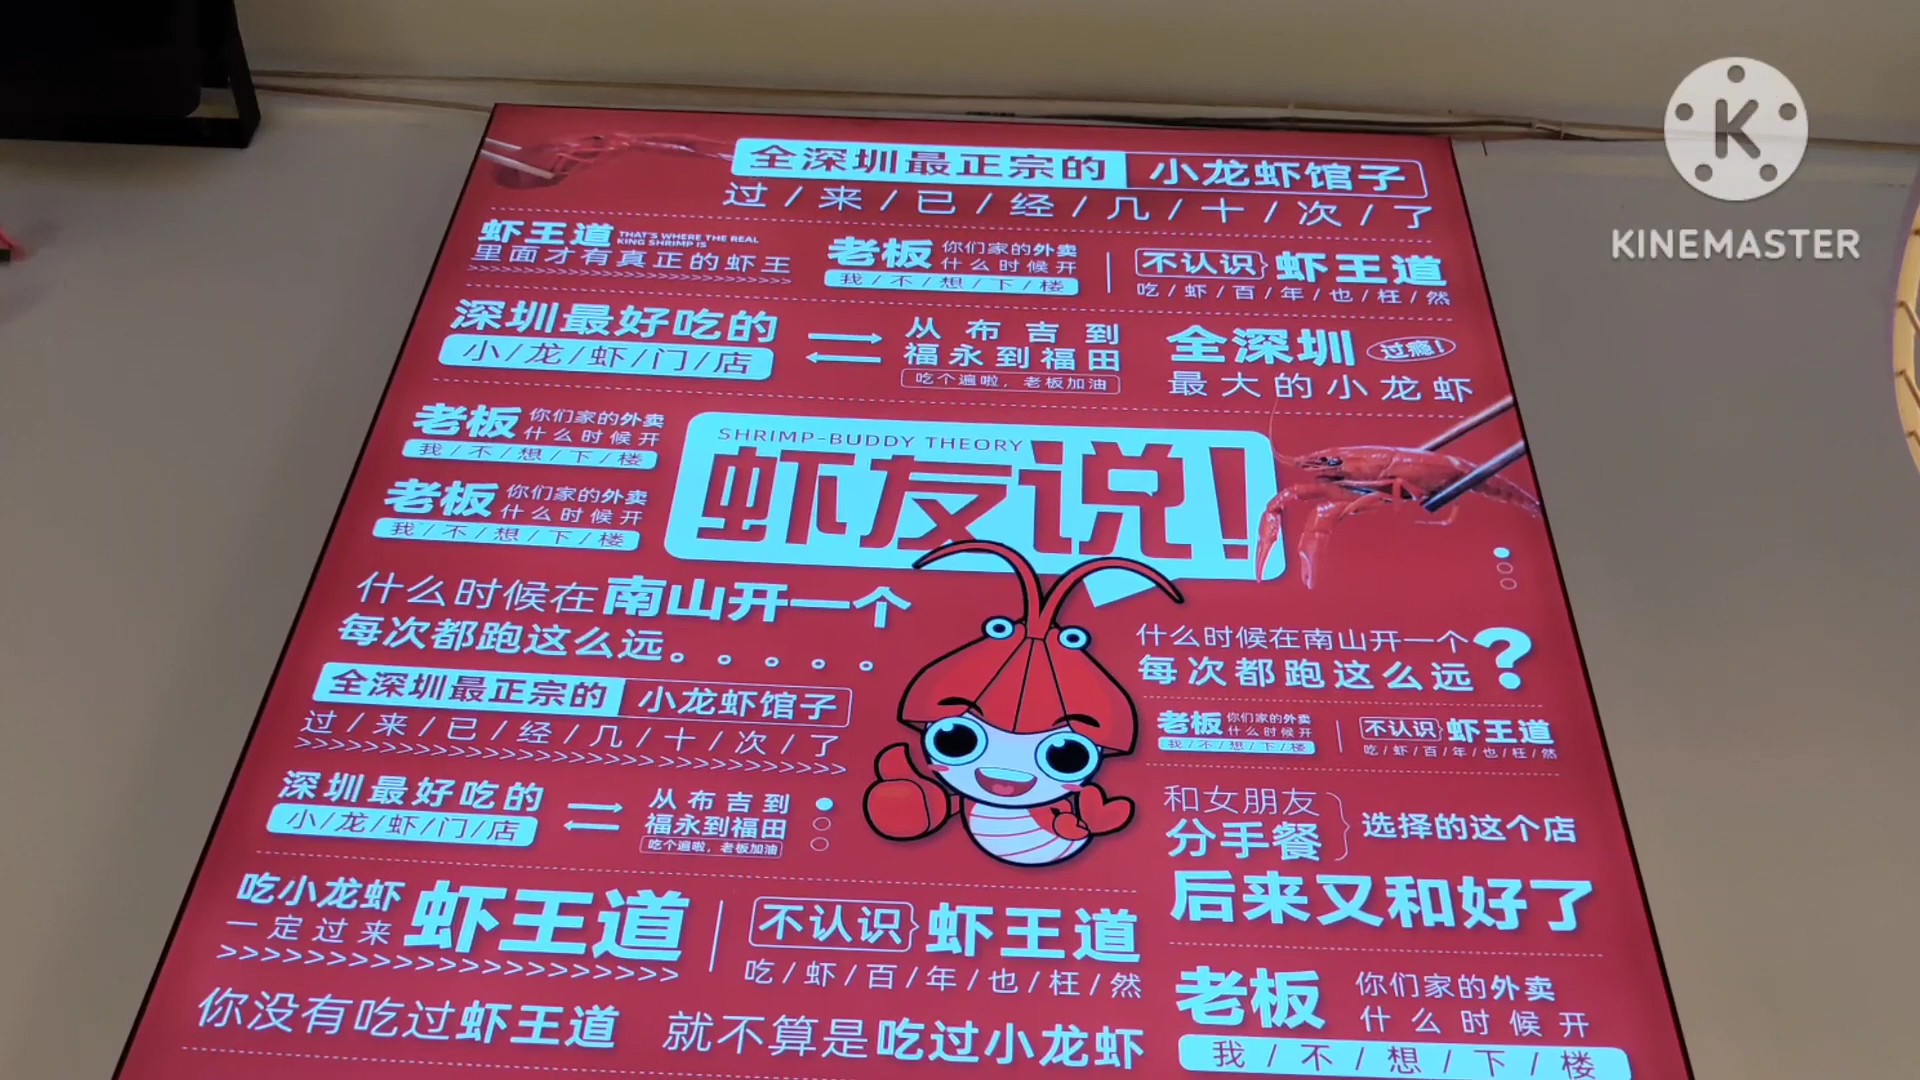 全深圳最正宗的 小龙虾馆子
过/来/已/经/几/十/次/了
KINEMASTER
虾王道 THAT'S WHERE THE REAL KING SHRIMP IS
里面才有真正的虾王
老板 你们家的外卖
什么时候开
我/不/想/下/楼
不认识 虾王道
吃/虾/百/年/也/枉/然
深圳最好吃的
小/龙/虾/门/店
从布吉到
福永到福田
吃个遍啦，老板加油
全深圳 过瘾!
最大的小龙虾
老板 你们家的外卖
什么时候开
我/不/想/下/楼
SHRIMP-BUDDY THEORY
虾友说!
老板 你们家的外卖
什么时候开
我/不/想/下/楼
什么时候在南山开一个
每次都跑这么远。。。。。
什么时候在南山开一个
每次都跑这么远?
全深圳最正宗的 小龙虾馆子
过/来/已/经/几/十/次/了
老板 你们家的外卖
什么时候开
我/不/想/下/楼
不认识 虾王道
吃/虾/百/年/也/枉/然
深圳最好吃的
小/龙/虾/门/店
从布吉到
福永到福田
吃个遍啦，老板加油
和女朋友
分手餐
选择的这个店
后来又和好了
吃小龙虾
一定过来
虾王道
不认识 虾王道
吃/虾/百/年/也/枉/然
你没有吃过虾王道 就不算是吃过小龙虾
老板 你们家的外卖
什么时候开
我/不/想/下/楼